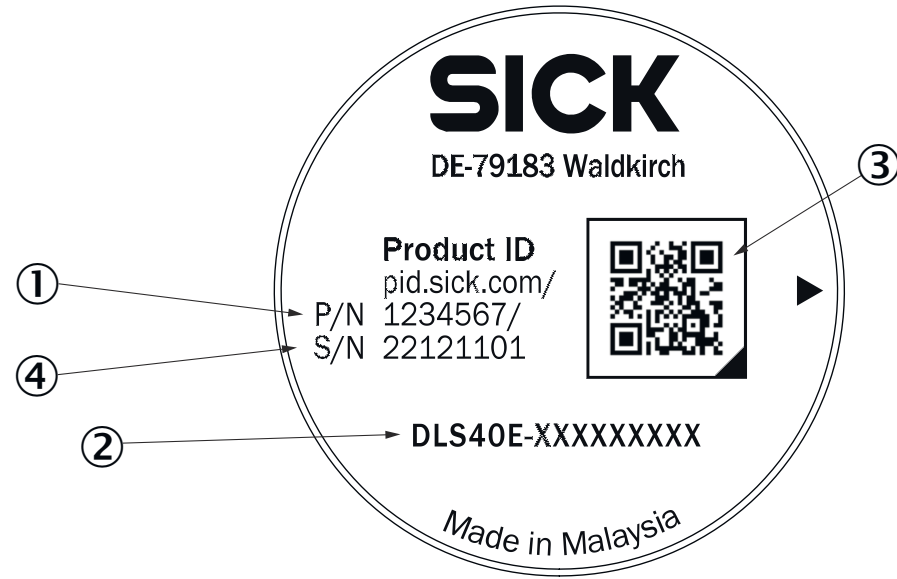 SICK
DE-79183 Waldkirch
③
Product ID
pid.sick.com/
①
P/N 1234567/
S/N 22121101
④
②
DLS40E-XXXXXXXXX
Made in Malaysia